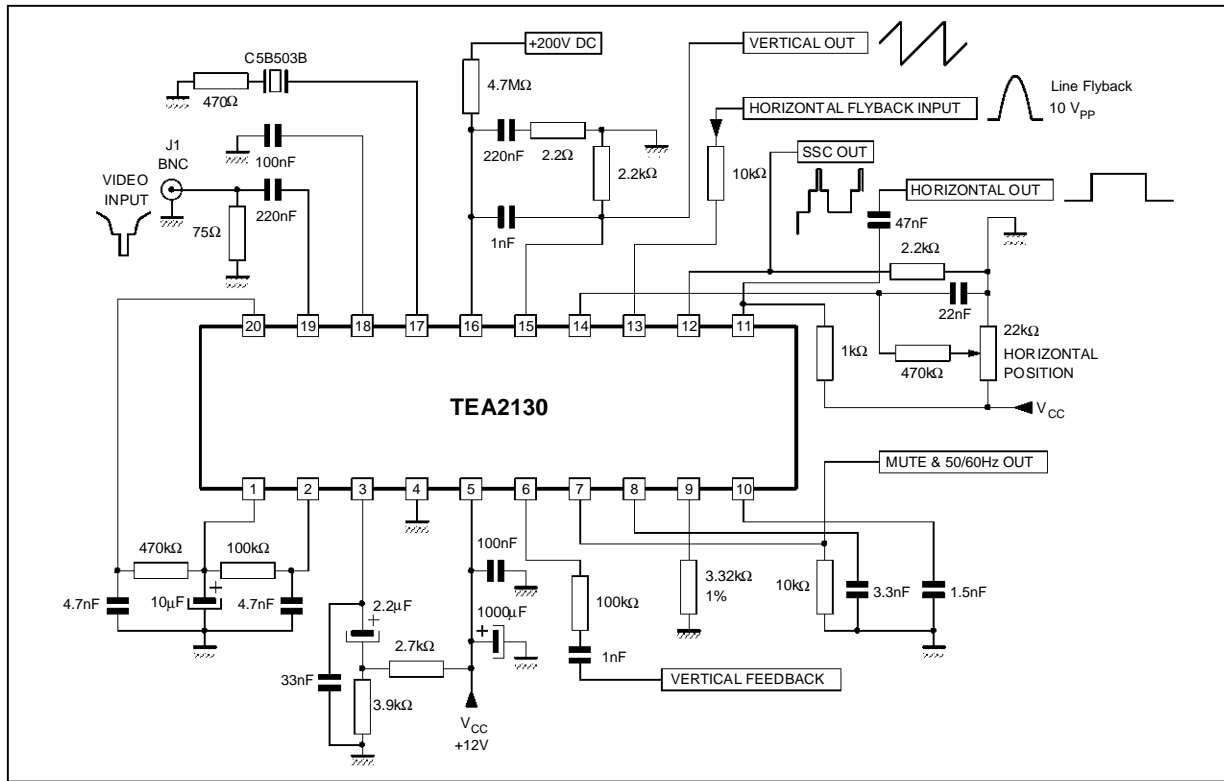 +200V DC
VERTICAL OUT
C5B503B
470Ω
4.7MΩ
HORIZONTAL FLYBACK INPUT
Line Flyback
10 VPP
J1
BNC
100nF
220nF
2.2Ω
SSC OUT
VIDEO
INPUT
2.2kΩ
10kΩ
HORIZONTAL OUT
220nF
47nF
75Ω
1nF
2.2kΩ
22nF
20
19
18
17
16
15
14
13
12
11
1kΩ
470kΩ
22kΩ
HORIZONTAL
POSITION
TEA2130
VCC
MUTE & 50/60Hz OUT
1
2
3
4
5
6
7
8
9
10
470kΩ
100kΩ
100nF
3.32kΩ
1%
4.7nF
10µF
+
4.7nF
2.2µF
+
1000µF
+
100kΩ
10kΩ
3.3nF
1.5nF
2.7kΩ
1nF
33nF
3.9kΩ
VERTICAL FEEDBACK
VCC
+12V